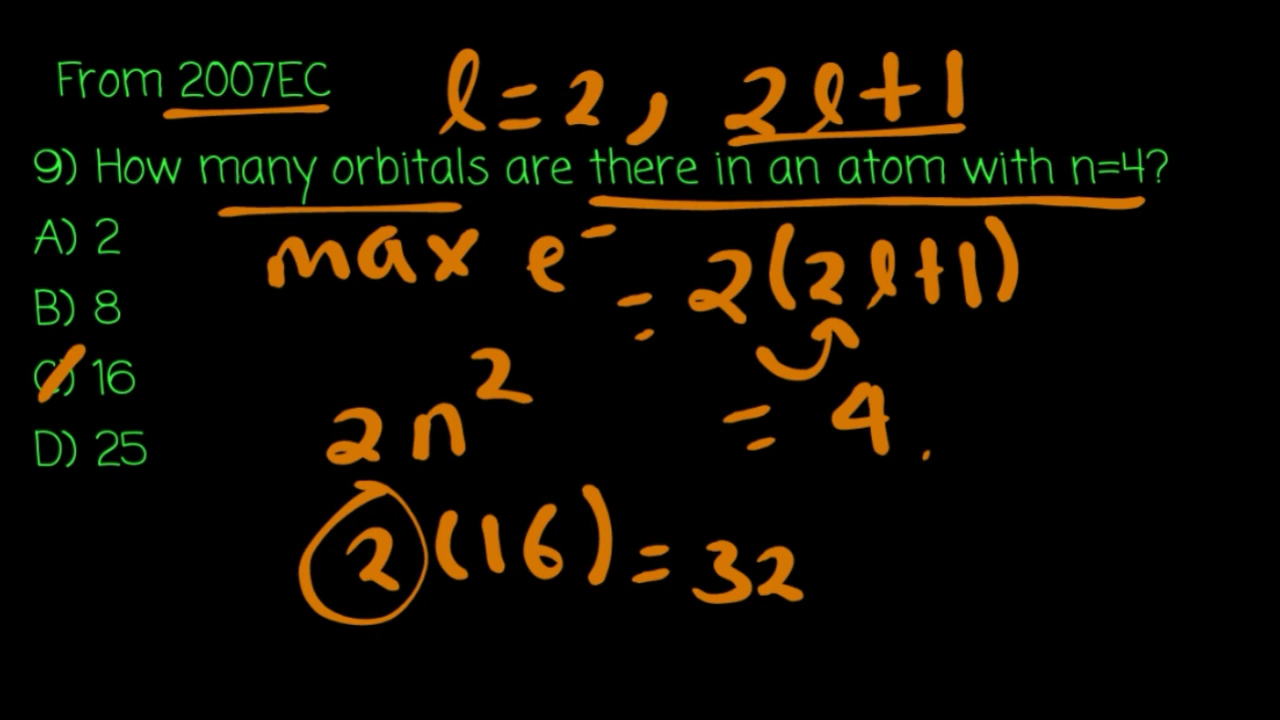 From 2007EC
l=2, 2l+1
9) How many orbitals are there in an atom with n=4?
A) 2
max e⁻ = 2(2l+1)
B) 8
C) 16
2n²
= 4.
D) 25
2(16)=32